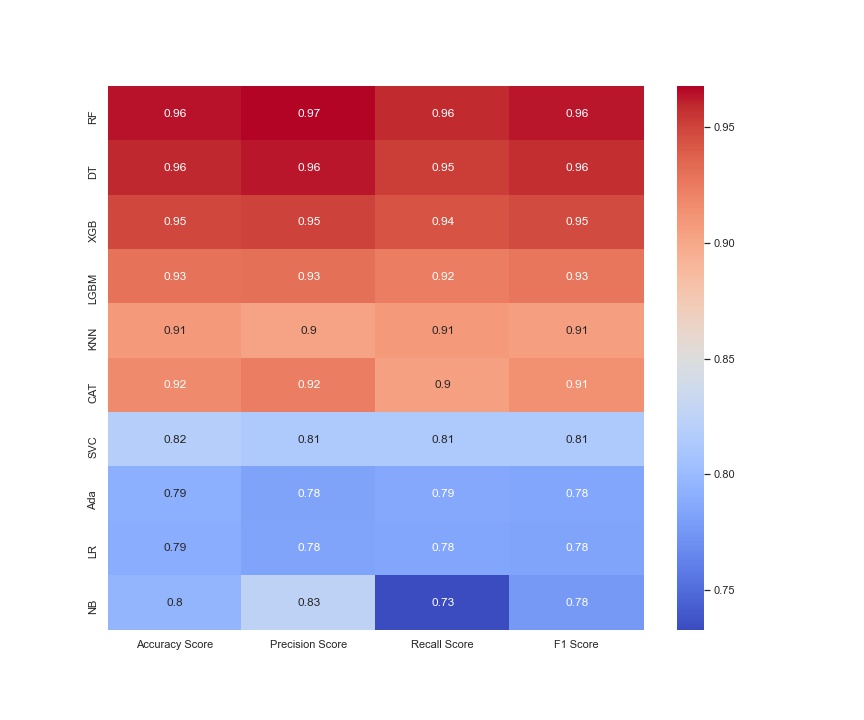 RF 0.96 0.97 0.96 0.96
DT 0.96 0.96 0.95 0.96
XGB 0.95 0.95 0.94 0.95
LGBM 0.93 0.93 0.92 0.93
KNN 0.91 0.9 0.91 0.91
CAT 0.92 0.92 0.9 0.91
SVC 0.82 0.81 0.81 0.81
Ada 0.79 0.78 0.79 0.78
LR 0.79 0.78 0.78 0.78
NB 0.8 0.83 0.73 0.78
Accuracy Score Precision Score Recall Score F1 Score
0.95
0.90
0.85
0.80
0.75